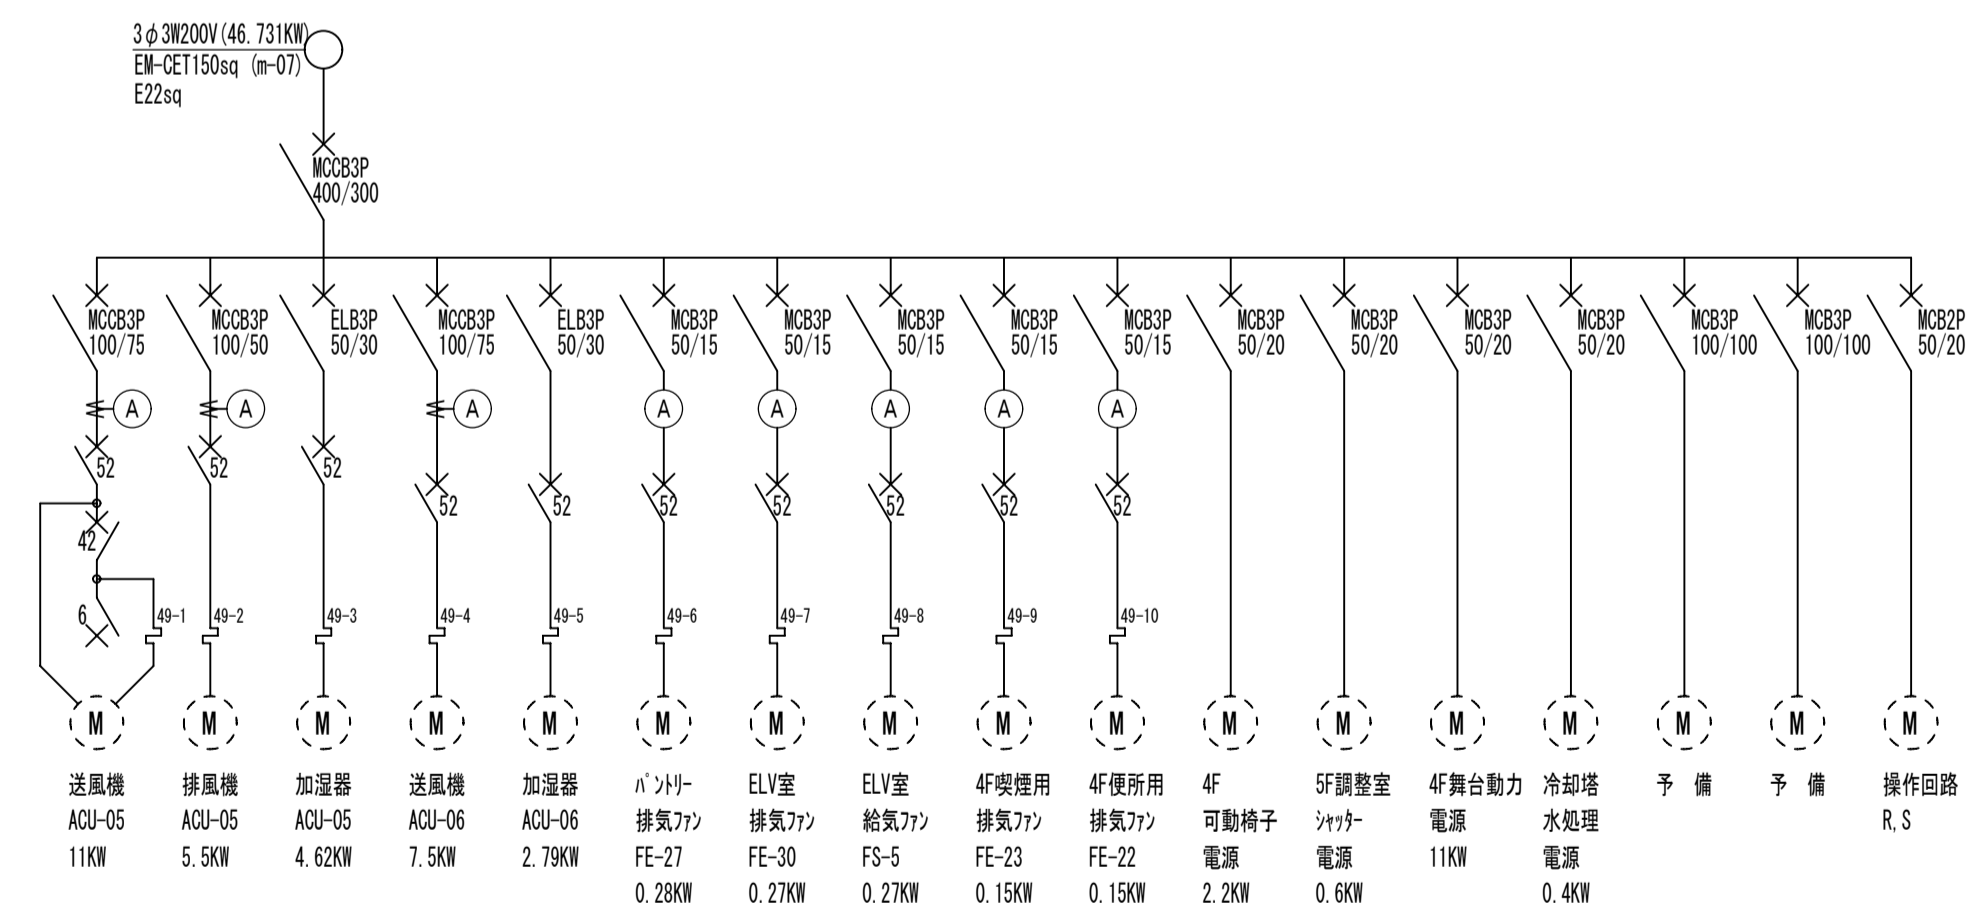 3φ3W200V(46.731KW)
EM-CET150sq (m-07)
E22sq
MCCB3P
400/300
MCCB3P MCCB3P ELB3P MCCB3P ELB3P MCB3P MCB3P MCB3P MCB3P MCB3P MCB3P MCB3P MCB3P MCB3P MCB3P MCB3P MCB2P
100/75 100/50 50/30 100/75 50/30 50/15 50/15 50/15 50/15 50/15 50/20 50/20 50/20 50/20 100/100 100/100 50/20
A A A A A A A A
52 52 52
52 52 52 52 52 52 52
42
6 49-1 49-2 49-3 49-4 49-5 49-6 49-7 49-8 49-9 49-10
M M M M M M M M M M M M M M M M M
送風機 排風機 加湿器 送風機 加湿器 パントリー ELV室 ELV室 4F喫煙用 4F便所用 4F 5F調整室 4F舞台動力 冷却塔 予 備 予 備 操作回路
ACU-05 ACU-05 ACU-05 ACU-06 ACU-06 排気ファン 排気ファン 給気ファン 排気ファン 排気ファン 可動椅子 シャッター 電源 水処理 R,S
11KW 5.5KW 4.62KW 7.5KW 2.79KW FE-27 FE-30 FS-5 FE-23 FE-22 電源 電源 11KW 電源
0.28KW 0.27KW 0.27KW 0.15KW 0.15KW 2.2KW 0.6KW 0.4KW